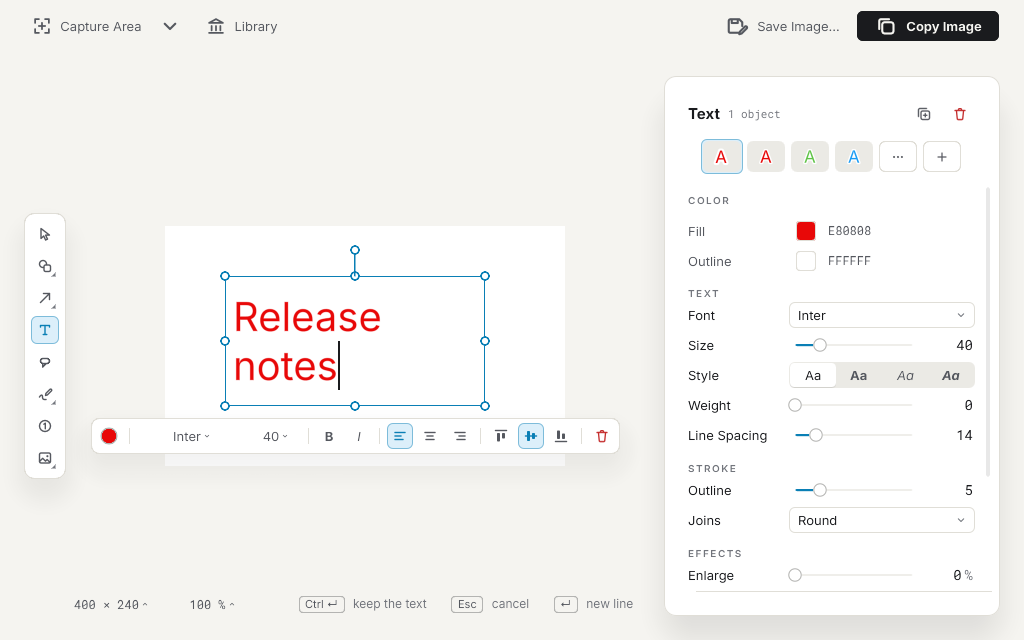 Capture Area
Library
Save Image...
Copy Image
Text 1 object
A A A A ... +
COLOR
Fill E80808
Outline FFFFFF
TEXT
Font Inter
Size 40
Style Aa Aa Aa Aa
Weight 0
Line Spacing 14
STROKE
Outline 5
Joins Round
EFFECTS
Enlarge 0 %
T
1
Release
notes
Inter 40 B I
400 × 240 100 % Ctrl ↵ keep the text Esc cancel ↵ new line